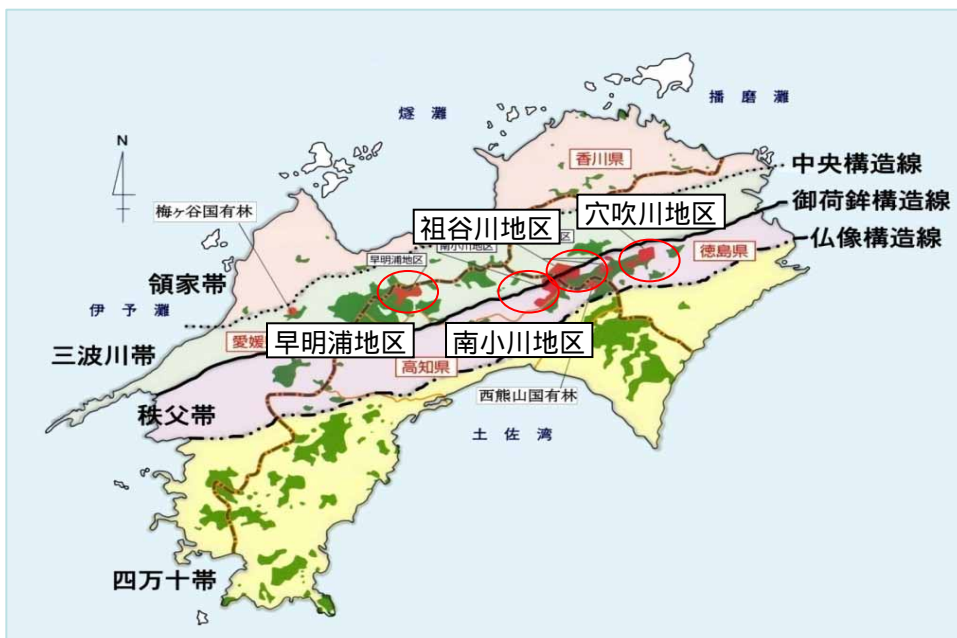 播磨灘
燧灘
N
香川県
中央構造線
御荷鉾構造線
仏像構造線
梅ヶ谷国有林
祖谷川地区
穴吹川地区
南小川地区
早明浦地区
徳島県
領家帯
伊予灘
愛媛
早明浦地区
南小川地区
三波川帯
高知県
西熊山国有林
秩父帯
土佐湾
四万十帯